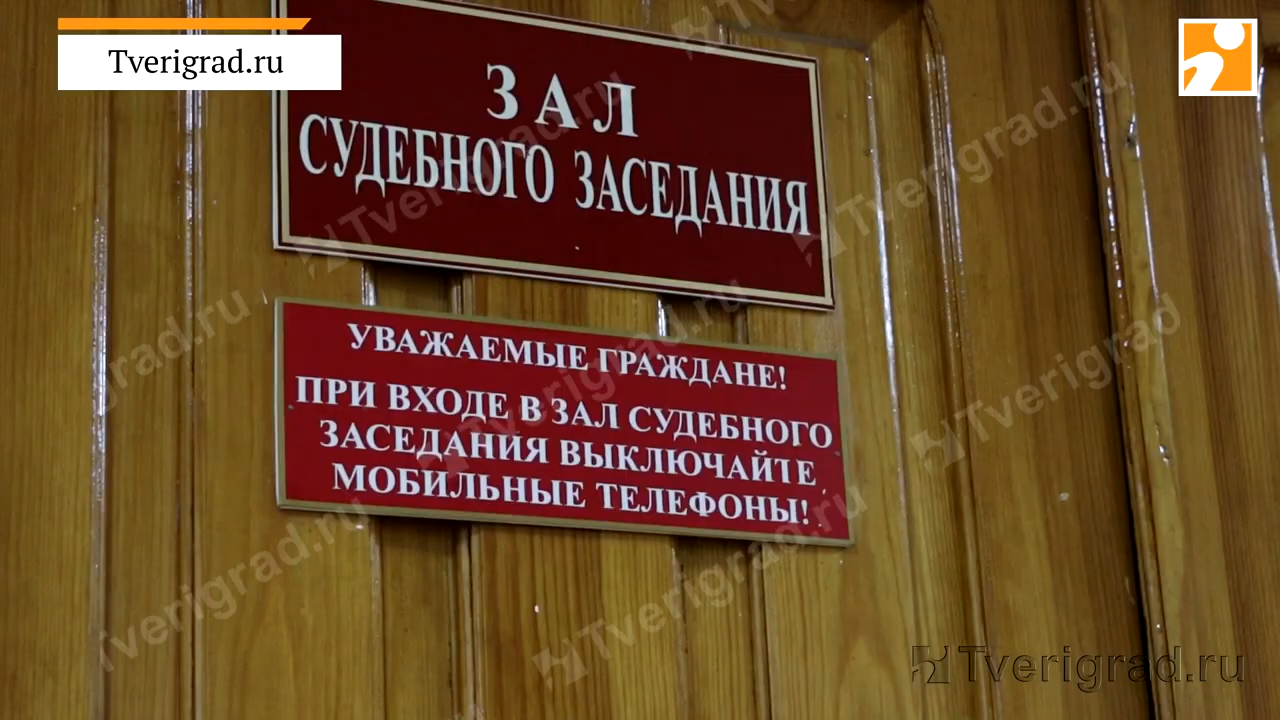 Tverigrad.ru
ЗАЛ
СУДЕБНОГО ЗАСЕДАНИЯ
УВАЖАЕМЫЕ ГРАЖДАНЕ!
ПРИ ВХОДЕ В ЗАЛ СУДЕБНОГО
ЗАСЕДАНИЯ ВЫКЛЮЧАЙТЕ
МОБИЛЬНЫЕ ТЕЛЕФОНЫ!
Tverigrad.ru